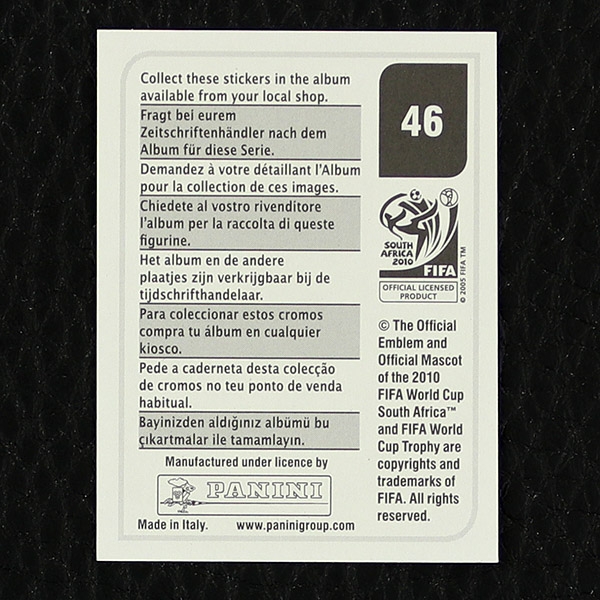 Collect these stickers in the album
available from your local shop.
Fragt bei eurem
Zeitschriftenhändler nach dem
Album für diese Serie.
Demandez à votre détaillant l'Album
pour la collection de ces images.
Chiedete al vostro rivenditore
l'album per la raccolta di queste
figurine.
Het album en de andere
plaatjes zijn verkrijgbaar bij de
tijdschrifthandelaar.
Para coleccionar estos cromos
compra tu álbum en cualquier
kiosco.
Pede a caderneta desta colecção
de cromos no teu ponto de venda
habitual.
Bayinizden aldığınız albümü bu
çıkartmalar ile tamamlayın.
Manufactured under licence by
PANINI
Made in Italy. www.paninigroup.com
46
SOUTH
AFRICA
2010
FIFA
OFFICIAL LICENSED
PRODUCT
© 2005 FIFA TM
© The Official
Emblem and
Official Mascot
of the 2010
FIFA World Cup
South Africa™
and FIFA World
Cup Trophy are
copyrights and
trademarks of
FIFA. All rights
reserved.